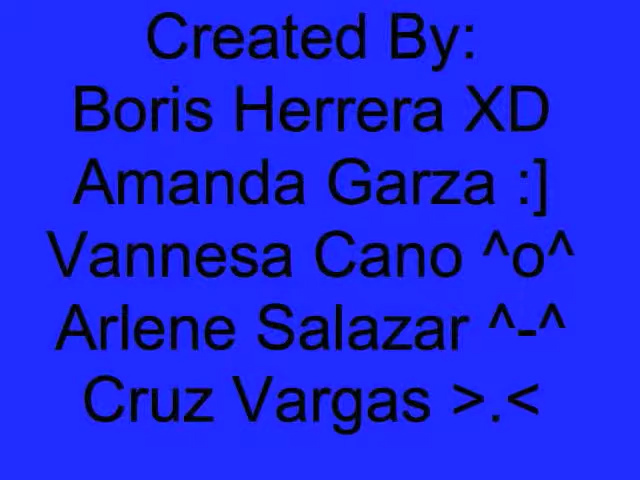 Created By:
Boris Herrera XD
Amanda Garza :]
Vannesa Cano ^o^
Arlene Salazar ^-^
Cruz Vargas >.<